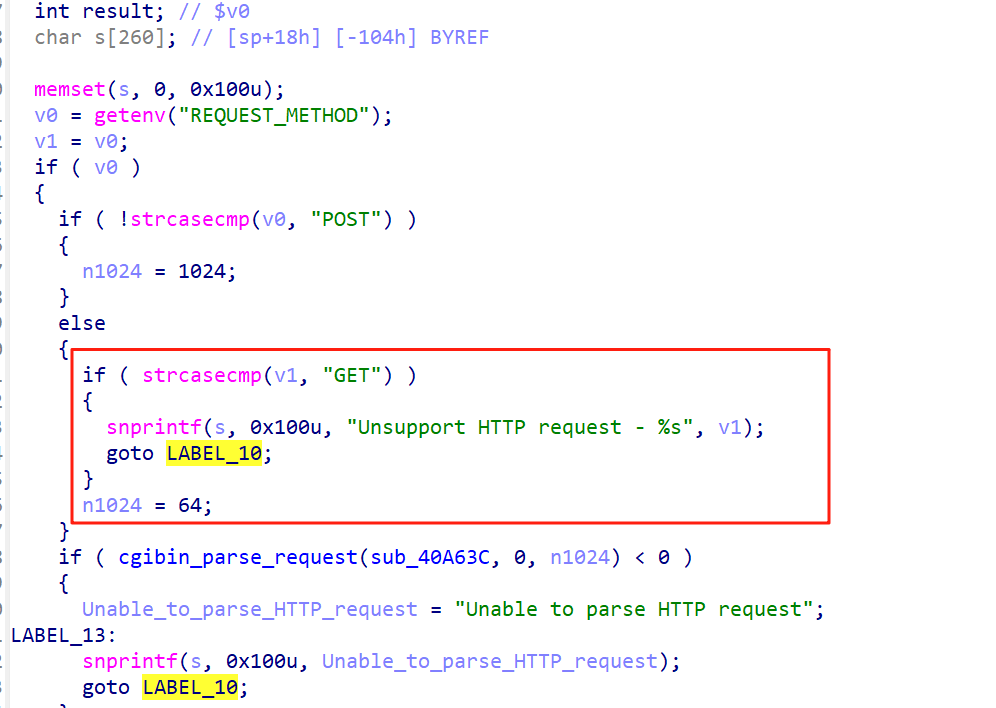 int result; // $v0
char s[260]; // [sp+18h] [-104h] BYREF
memset(s, 0, 0x100u);
v0 = getenv("REQUEST_METHOD");
v1 = v0;
if ( v0 )
{
if ( !strcasecmp(v0, "POST") )
{
n1024 = 1024;
}
else
{
if ( strcasecmp(v1, "GET") )
{
snprintf(s, 0x100u, "Unsupport HTTP request - %s", v1);
goto LABEL_10;
}
n1024 = 64;
}
if ( cgibin_parse_request(sub_40A63C, 0, n1024) < 0 )
{
Unable_to_parse_HTTP_request = "Unable to parse HTTP request";
LABEL_13:
snprintf(s, 0x100u, Unable_to_parse_HTTP_request);
goto LABEL_10;